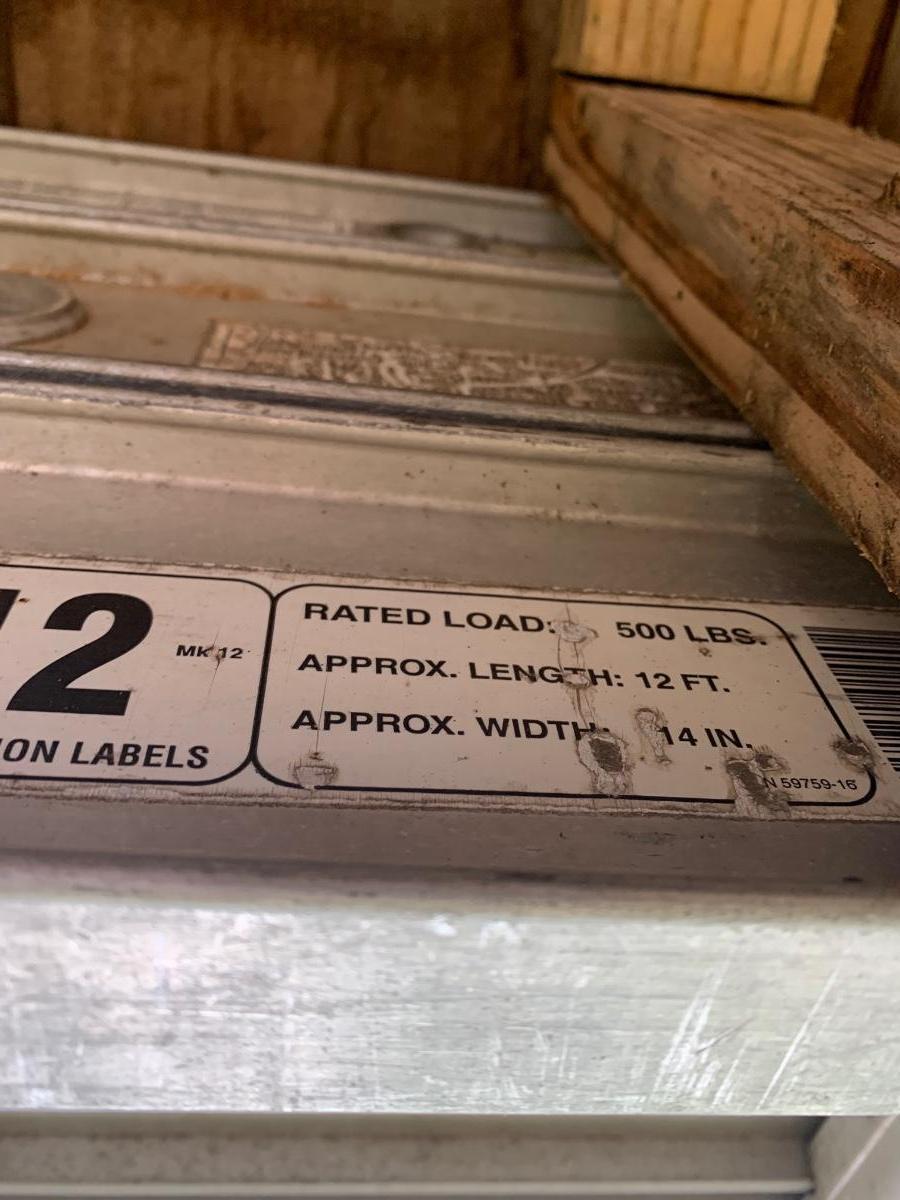 12
MK 12
ION LABELS
RATED LOAD: 500 LBS.
APPROX. LENGTH: 12 FT.
APPROX. WIDTH: 14 IN.
N 59759-16